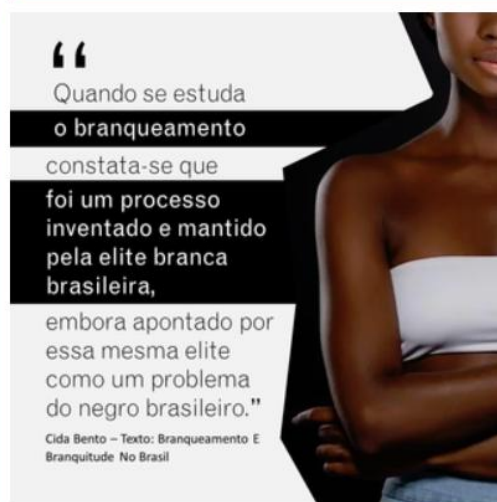 “
Quando se estuda
o branqueamento
constata-se que
foi um processo
inventado e mantido
pela elite branca
brasileira,
embora apontado por
essa mesma elite
como um problema
do negro brasileiro.”
Cida Bento – Texto: Branqueamento E
Branquitude No Brasil